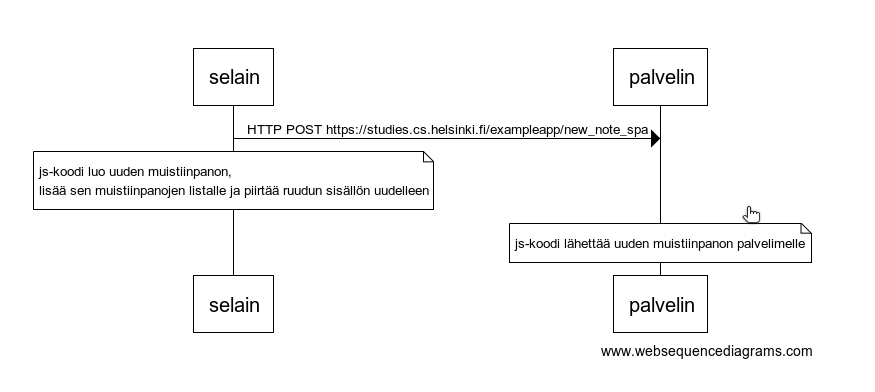 selain
palvelin
HTTP POST https://studies.cs.helsinki.fi/exampleapp/new_note_spa
js-koodi luo uuden muistiinpanon,
lisää sen muistiinpanojen listalle ja piirtää ruudun sisällön uudelleen
js-koodi lähettää uuden muistiinpanon palvelimelle
selain
palvelin
www.websequencediagrams.com